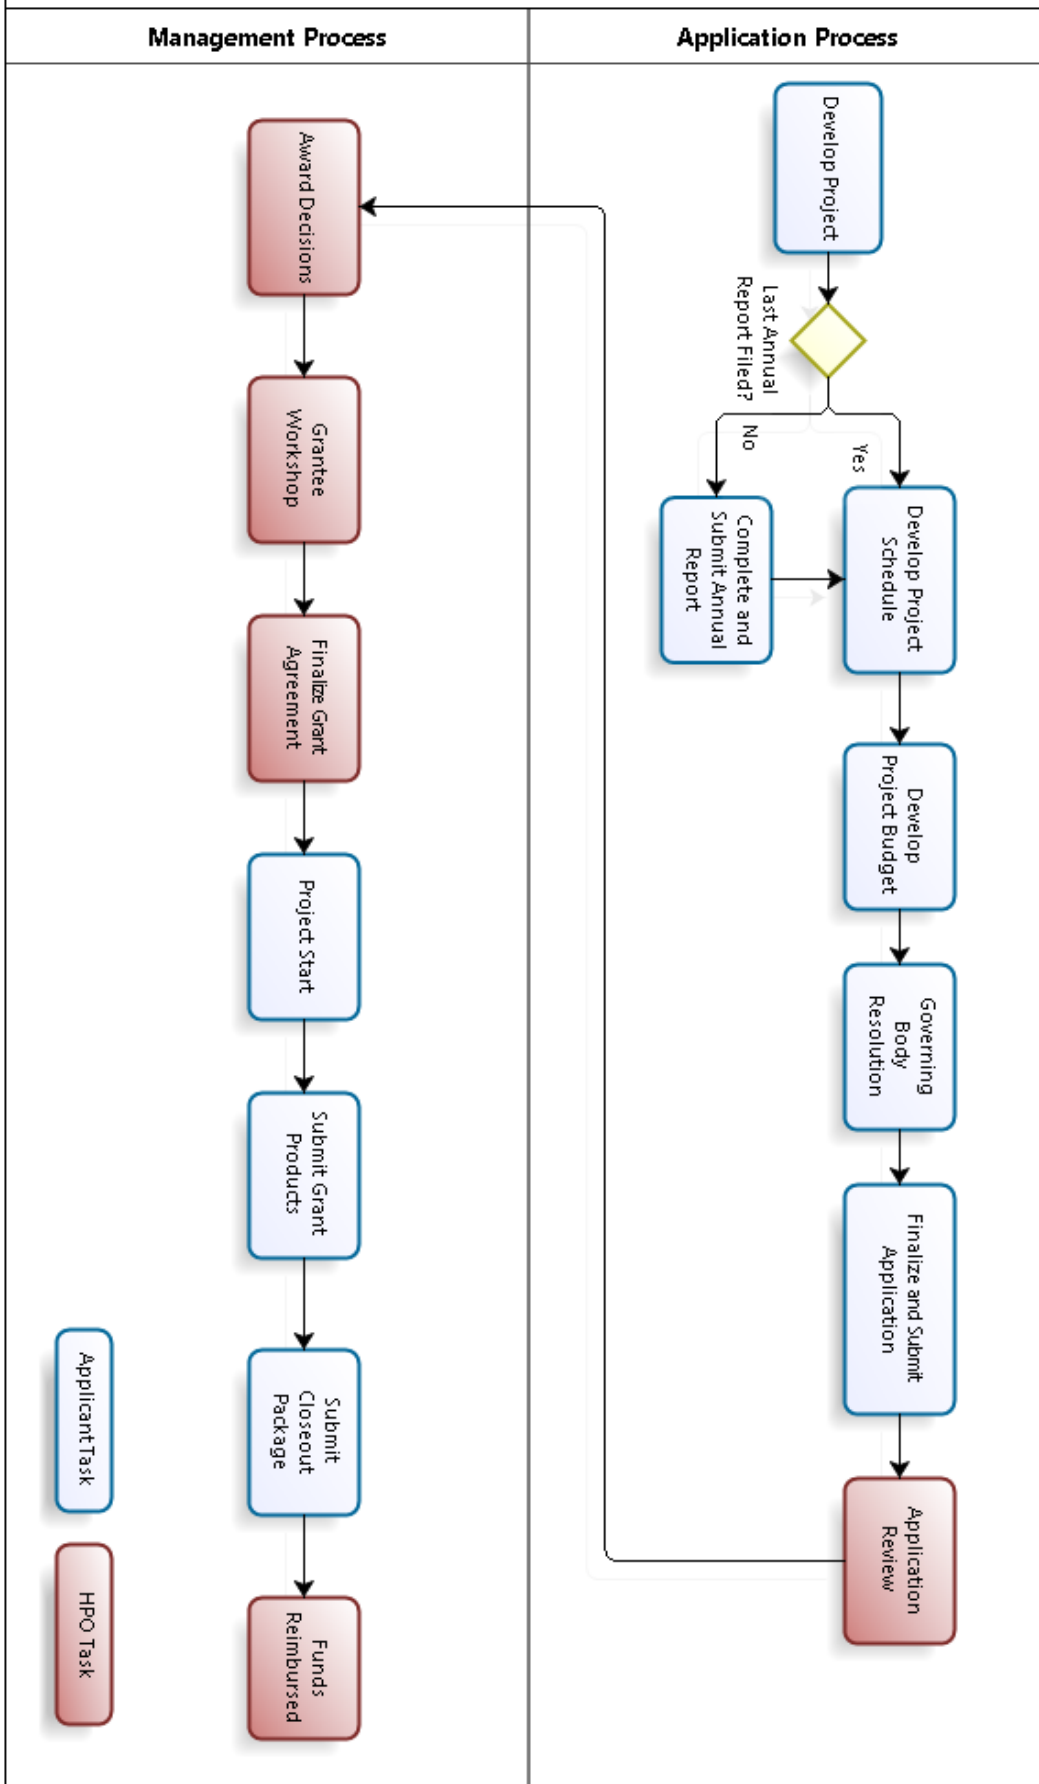 Management Process
Application Process
Develop Project
Last Annual
Report Filed?
Yes
No
Develop Project
Schedule
Complete and
Submit Annual
Report
Develop
Project Budget
Governing
Body
Resolution
Finalize and Submit
Application
Application
Review
Award Decisions
Grantee
Workshop
Finalize Grant
Agreement
Project Start
Submit Grant
Products
Submit
Closeout
Package
Funds
Reimbursed
Applicant Task
HPO Task